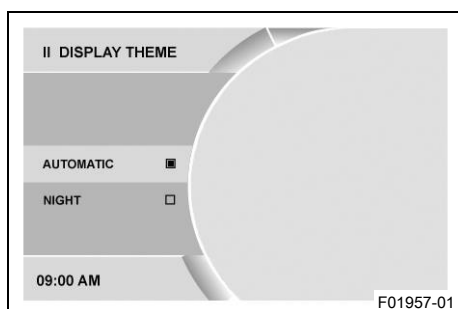 II DISPLAY THEME
AUTOMATIC
NIGHT
09:00 AM
F01957-01